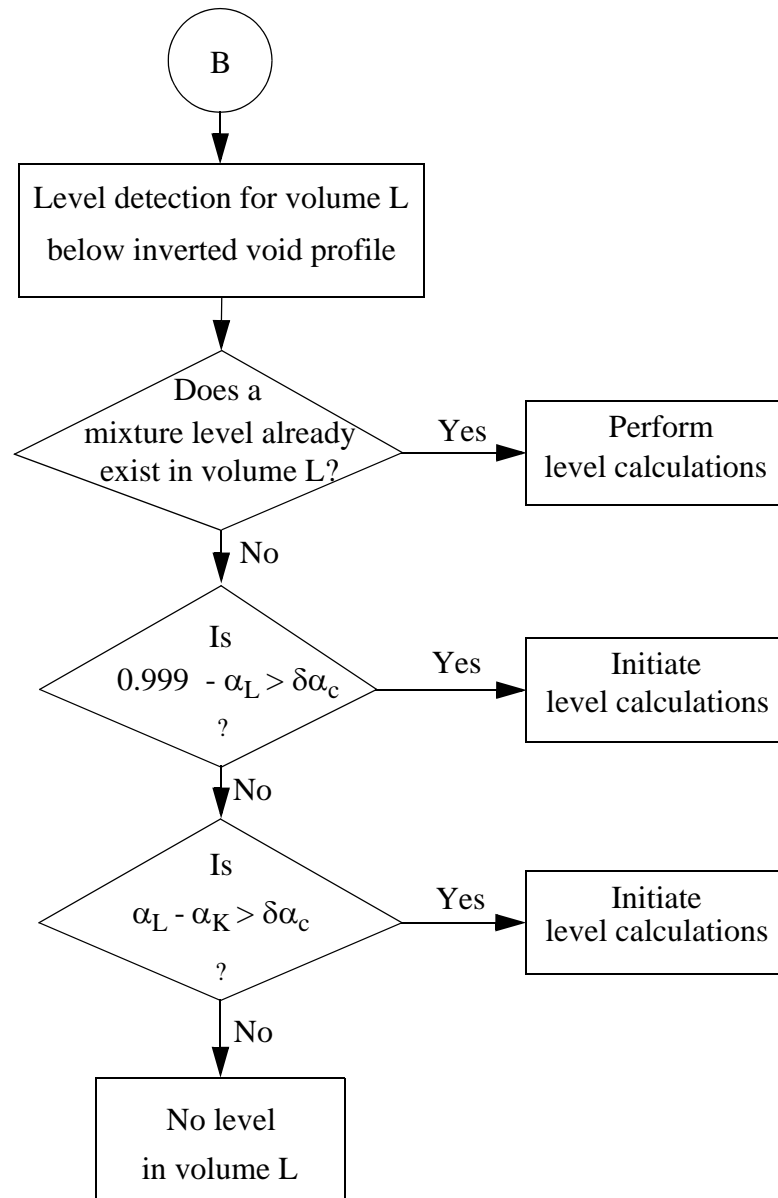 B
Level detection for volume L
below inverted void profile
Does a
mixture level already
exist in volume L?
Yes
Perform
level calculations
No
Is
0.999 - αL > δαc
?
Yes
Initiate
level calculations
No
Is
αL - αK > δαc
?
Yes
Initiate
level calculations
No
No level
in volume L